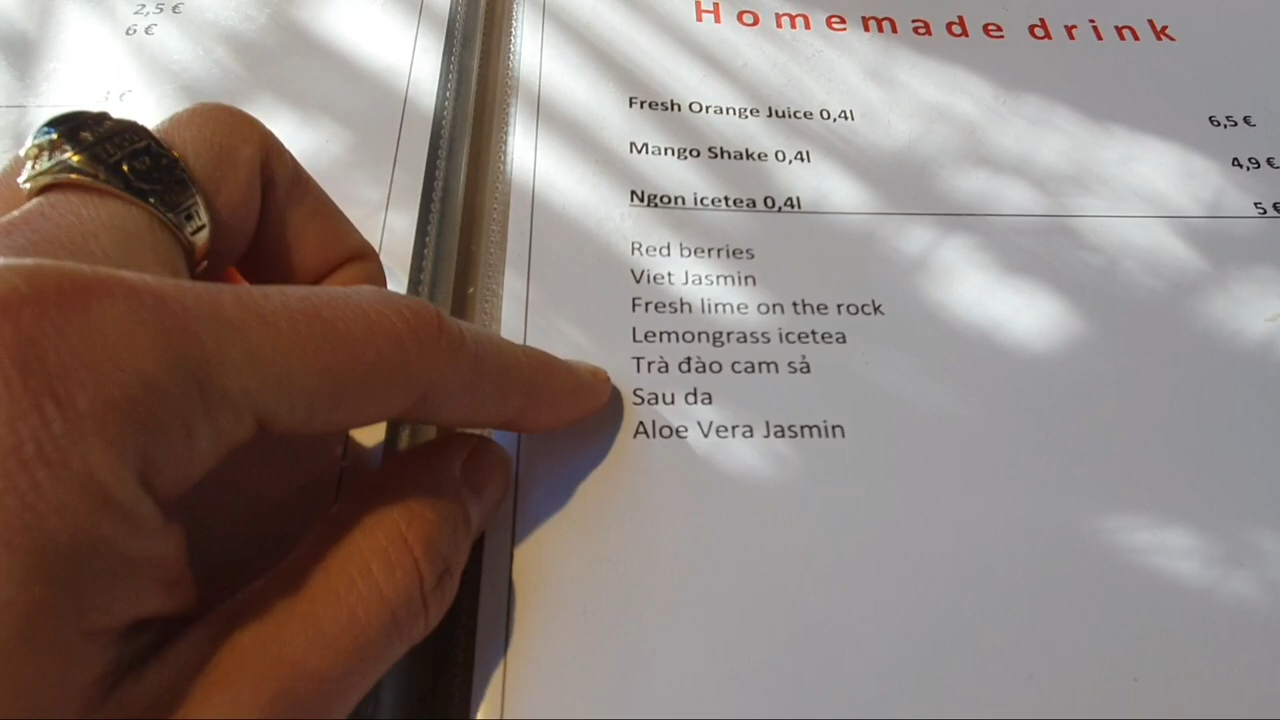 2,5 €
6 €
3 €
Homemade drink
Fresh Orange Juice 0,4l 6,5 €
Mango Shake 0,4l 4,9 €
Ngon icetea 0,4l 5 €
Red berries
Viet Jasmin
Fresh lime on the rock
Lemongrass icetea
Trà đào cam sả
Sau da
Aloe Vera Jasmin